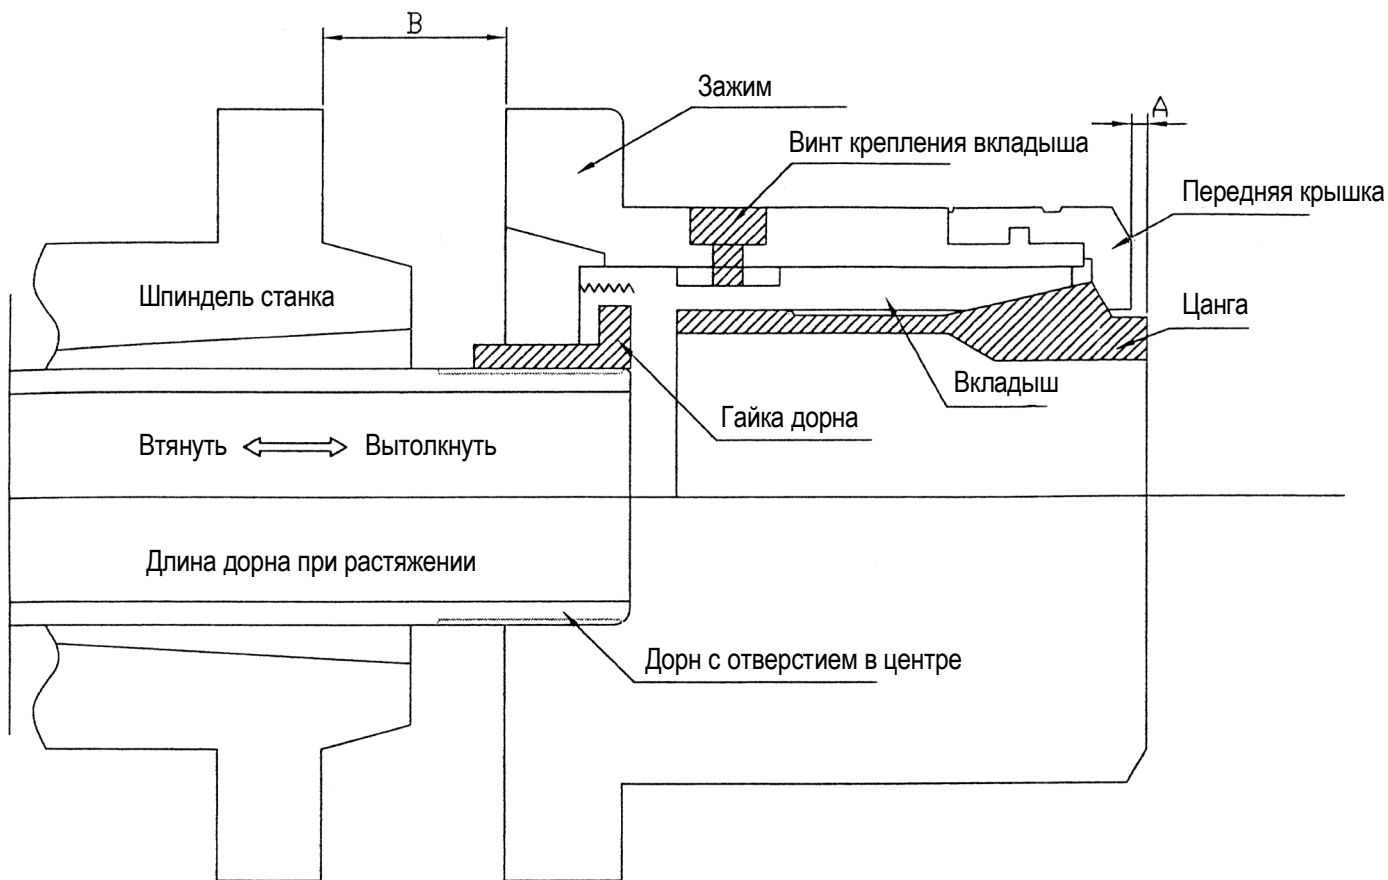 B
Зажим
A
Винт крепления вкладыша
Передняя крышка
Шпиндель станка
Цанга
Вкладыш
Гайка дорна
Втянуть
Вытолкнуть
Длина дорна при растяжении
Дорн с отверстием в центре